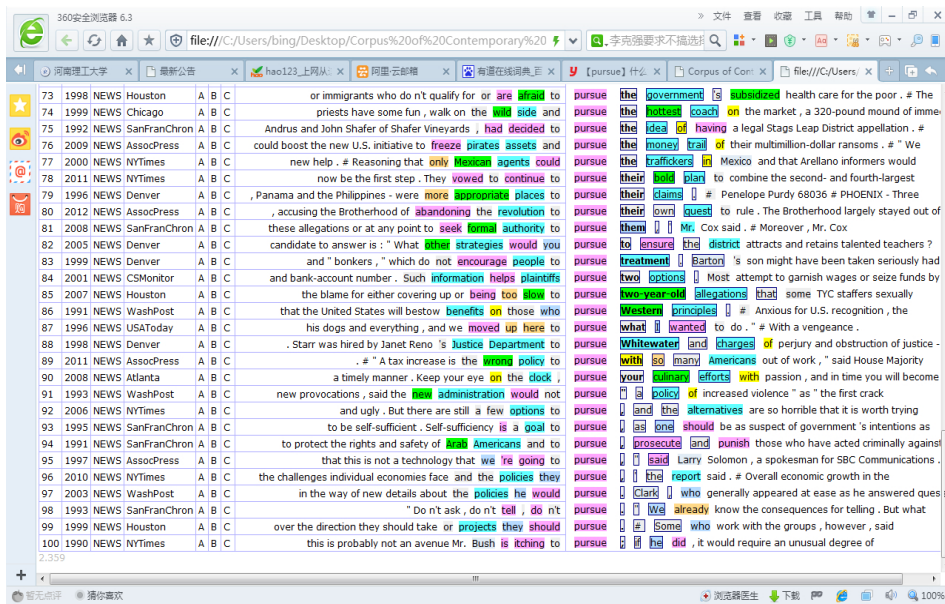 360安全浏览器 6.3
» 文件 查看 收藏 工具 帮助
file:///C:/Users/bing/Desktop/Corpus%20of%20Contemporary%20
李克强要求不搞选择
河南理工大学 最新公告 hao123_上网从 阿里-云邮箱 有道在线词典_百 y 【pursue】什么 Corpus of Cont file:///C:/Users/
73 1998 NEWS Houston A B C or immigrants who do n't qualify for or are afraid to pursue the government 's subsidized health care for the poor . # The
74 1999 NEWS Chicago A B C priests have some fun , walk on the wild side and pursue the hottest coach on the market , a 320-pound mound of imme
75 1992 NEWS SanFranChron A B C Andrus and John Shafer of Shafer Vineyards , had decided to pursue the idea of having a legal Stags Leap District appellation . #
76 2009 NEWS AssocPress A B C could boost the new U.S. initiative to freeze pirates assets and pursue the money trail of their multimillion-dollar ransoms . # " We
77 2000 NEWS NYTimes A B C new help . # Reasoning that only Mexican agents could pursue the traffickers in Mexico and that Arellano informers would
78 2011 NEWS NYTimes A B C now be the first step . They vowed to continue to pursue their bold plan to combine the second- and fourth-largest
79 1996 NEWS Denver A B C , Panama and the Philippines - were more appropriate places to pursue their claims . # Penelope Purdy 68036 # PHOENIX - Three
80 2012 NEWS AssocPress A B C , accusing the Brotherhood of abandoning the revolution to pursue their own quest to rule . The Brotherhood largely stayed out of
81 2008 NEWS SanFranChron A B C these allegations or at any point to seek formal authority to pursue them , " Mr. Cox said . # Moreover , Mr. Cox
82 2005 NEWS Denver A B C candidate to answer is : " What other strategies would you pursue to ensure the district attracts and retains talented teachers ?
83 1999 NEWS Denver A B C and " bonkers , " which do not encourage people to pursue treatment . Barton 's son might have been taken seriously had
84 2001 NEWS CSMonitor A B C and bank-account number . Such information helps plaintiffs pursue two options . Most attempt to garnish wages or seize funds by
85 2007 NEWS Houston A B C the blame for either covering up or being too slow to pursue two-year-old allegations that some TYC staffers sexually
86 1991 NEWS WashPost A B C that the United States will bestow benefits on those who pursue Western principles . # Anxious for U.S. recognition , the
87 1996 NEWS USAToday A B C his dogs and everything , and we moved up here to pursue what I wanted to do . " # With a vengeance .
88 1998 NEWS Denver A B C . Starr was hired by Janet Reno 's Justice Department to pursue Whitewater and charges of perjury and obstruction of justice -
89 2011 NEWS AssocPress A B C . # " A tax increase is the wrong policy to pursue with so many Americans out of work , " said House Majority
90 2008 NEWS Atlanta A B C a timely manner . Keep your eye on the clock , pursue your culinary efforts with passion , and in time you will become
91 1993 NEWS WashPost A B C new provocations , said the new administration would not pursue " a policy of increased violence " as " the first crack
92 2006 NEWS NYTimes A B C and ugly . But there are still a few options to pursue , and the alternatives are so horrible that it is worth trying
93 1995 NEWS SanFranChron A B C to be self-sufficient . Self-sufficiency is a goal to pursue , as one should be as suspect of government 's intentions as
94 1991 NEWS SanFranChron A B C to protect the rights and safety of Arab Americans and to pursue , prosecute and punish those who have acted criminally against
95 1997 NEWS AssocPress A B C that this is not a technology that we 're going to pursue , " said Larry Solomon , a spokesman for SBC Communications .
96 2010 NEWS NYTimes A B C the challenges individual economies face and the policies they pursue , " the report said . # Overall economic growth in the
97 2003 NEWS WashPost A B C in the way of new details about the policies he would pursue . Clark , who generally appeared at ease as he answered ques
98 1993 NEWS SanFranChron A B C " Do n't ask , do n't tell , do n't pursue . " We already know the consequences for telling . But what
99 1999 NEWS Houston A B C over the direction they should take or projects they should pursue . # Some who work with the groups , however , said
100 1990 NEWS NYTimes A B C this is probably not an avenue Mr. Bush is itching to pursue ; if he did , it would require an unusual degree of
2,359
暂无点评 猜你喜欢 浏览器医生 下载 100%